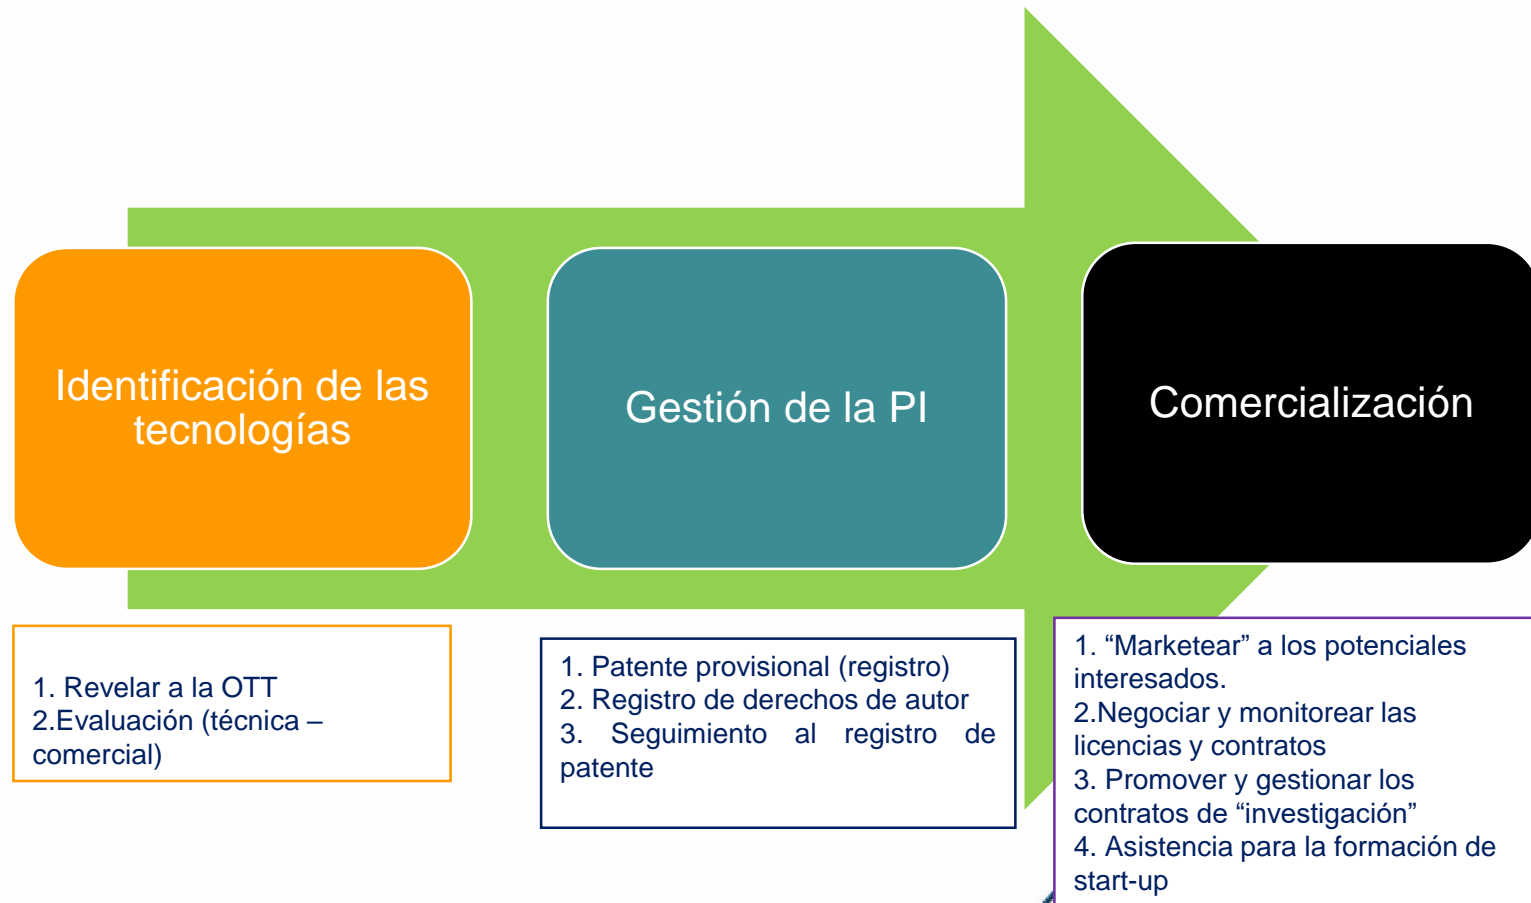 Identificación de las
tecnologías
Gestión de la PI
Comercialización
1. Revelar a la OTT
2.Evaluación (técnica –
comercial)
1. Patente provisional (registro)
2. Registro de derechos de autor
3. Seguimiento al registro de
patente
1. “Marketear” a los potenciales
interesados.
2.Negociar y monitorear las
licencias y contratos
3. Promover y gestionar los
contratos de “investigación”
4. Asistencia para la formación de
start-up